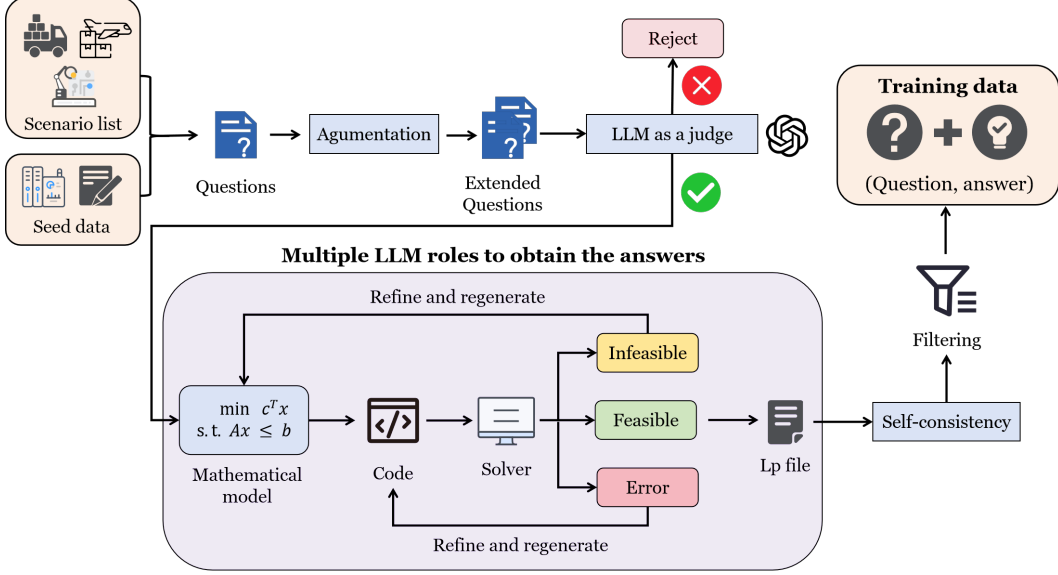 Scenario list
Seed data
Questions
Agumentation
Extended
Questions
LLM as a judge
Reject
Training data
(Question, answer)
Multiple LLM roles to obtain the answers
Refine and regenerate
min c^T x
s.t. Ax ≤ b
Mathematical
model
Code
Solver
Infeasible
Feasible
Error
Refine and regenerate
Lp file
Self-consistency
Filtering